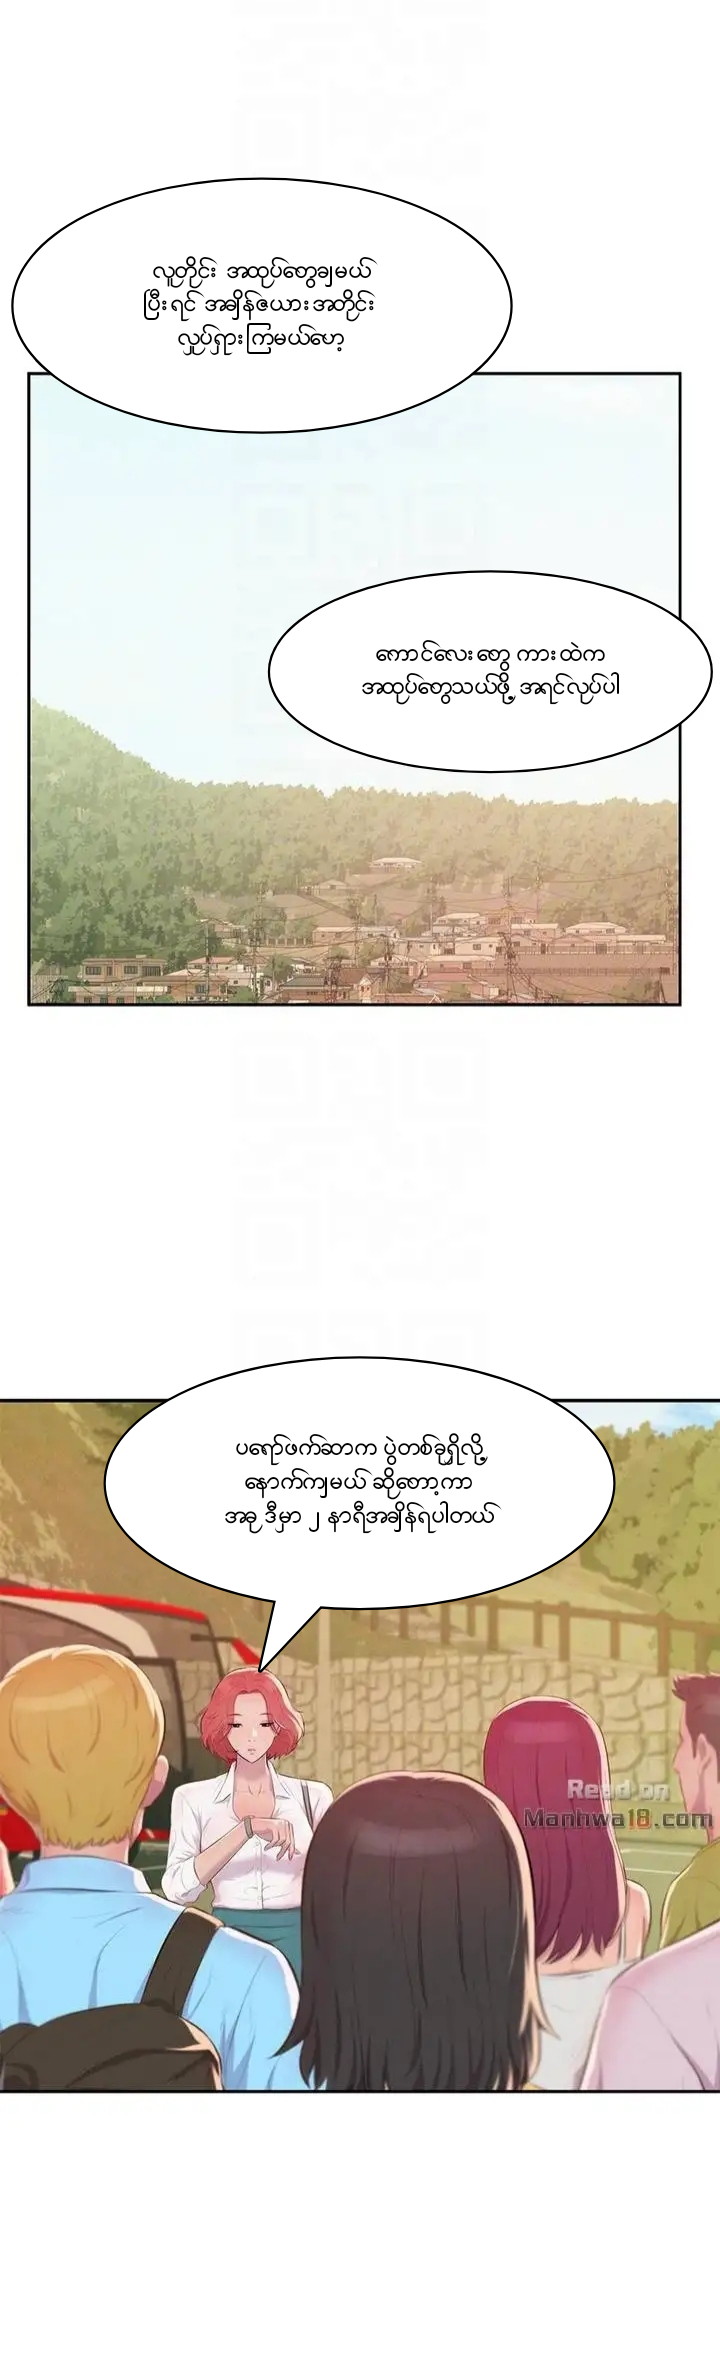 လူတိုင်း အထုပ်တွေချမယ်
ပြီးရင် အချိန်ဇယားအတိုင်း
လှုပ်ရှားကြမယ်ဟေ့
ကောင်လေးတွေ ကားထဲက
အထုပ်တွေသယ်ဖို့ အရင်လုပ်ပါ
ပရော်ဖက်ဆာက ပွဲတစ်ခုရှိလို့
နောက်ကျမယ် ဆိုတော့ကာ
အခု ဒီမှာ ၂ နာရီအချိန်ရပါတယ်
Read on
Manhwa18.com